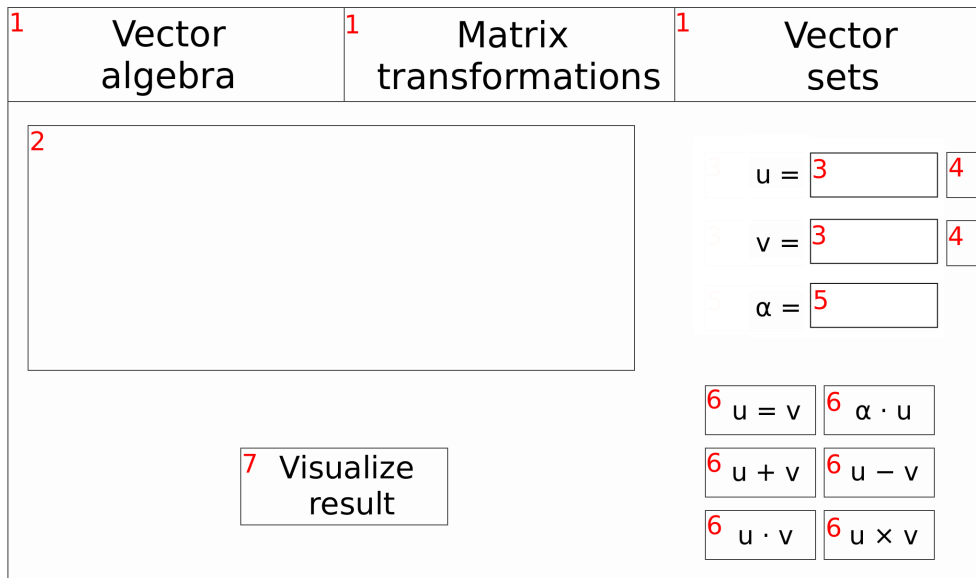 1 Vector algebra
1 Matrix transformations
1 Vector sets
2
u = 3 4
v = 3 4
α = 5
6 u = v 6 α · u
6 u + v 6 u − v
7 Visualize result
6 u · v 6 u × v